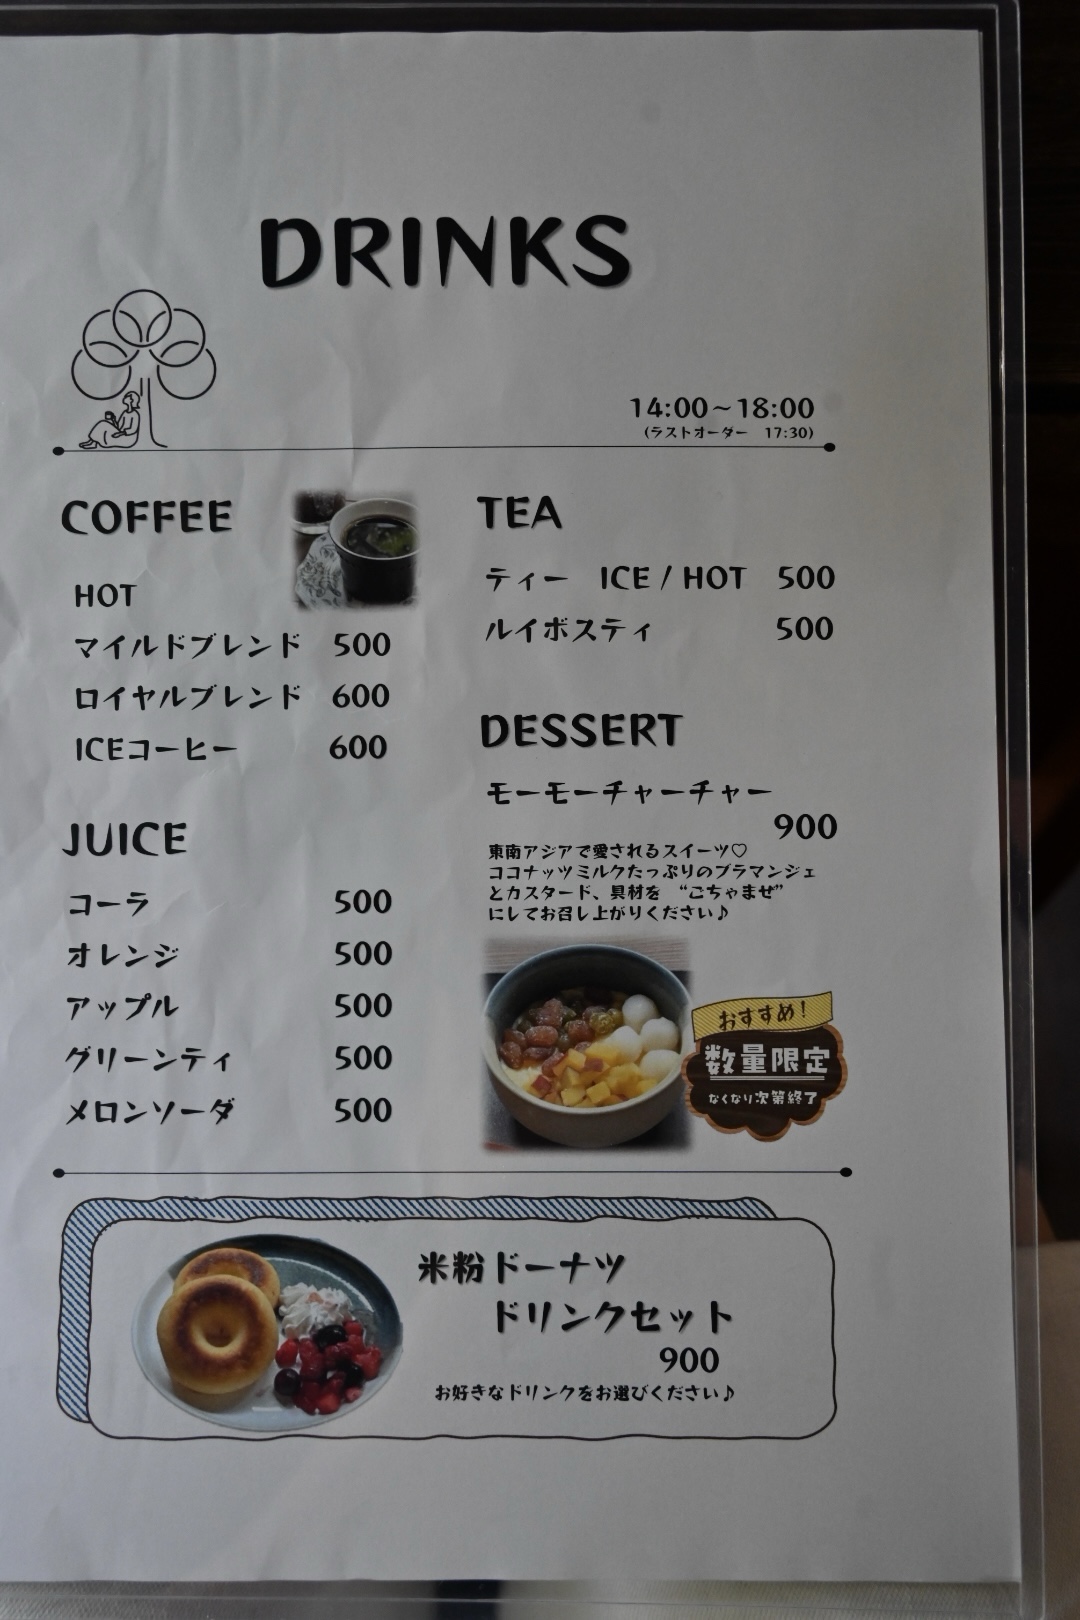 DRINKS
14:00～18:00
(ラストオーダー 17:30)
COFFEE
HOT
マイルドブレンド 500
ロイヤルブレンド 600
ICEコーヒー 600
JUICE
コーラ 500
オレンジ 500
アップル 500
グリーンティ 500
メロンソーダ 500
TEA
ティー ICE / HOT 500
ルイボスティ 500
DESSERT
モーモーチャーチャー
900
東南アジアで愛されるスイーツ♡
ココナッツミルクたっぷりのブラマンジェ
とカスタード、具材を “ごちゃまぜ”
にしてお召し上がりください♪
おすすめ!
数量限定
なくなり次第終了
米粉ドーナツ
ドリンクセット
900
お好きなドリンクをお選びください♪